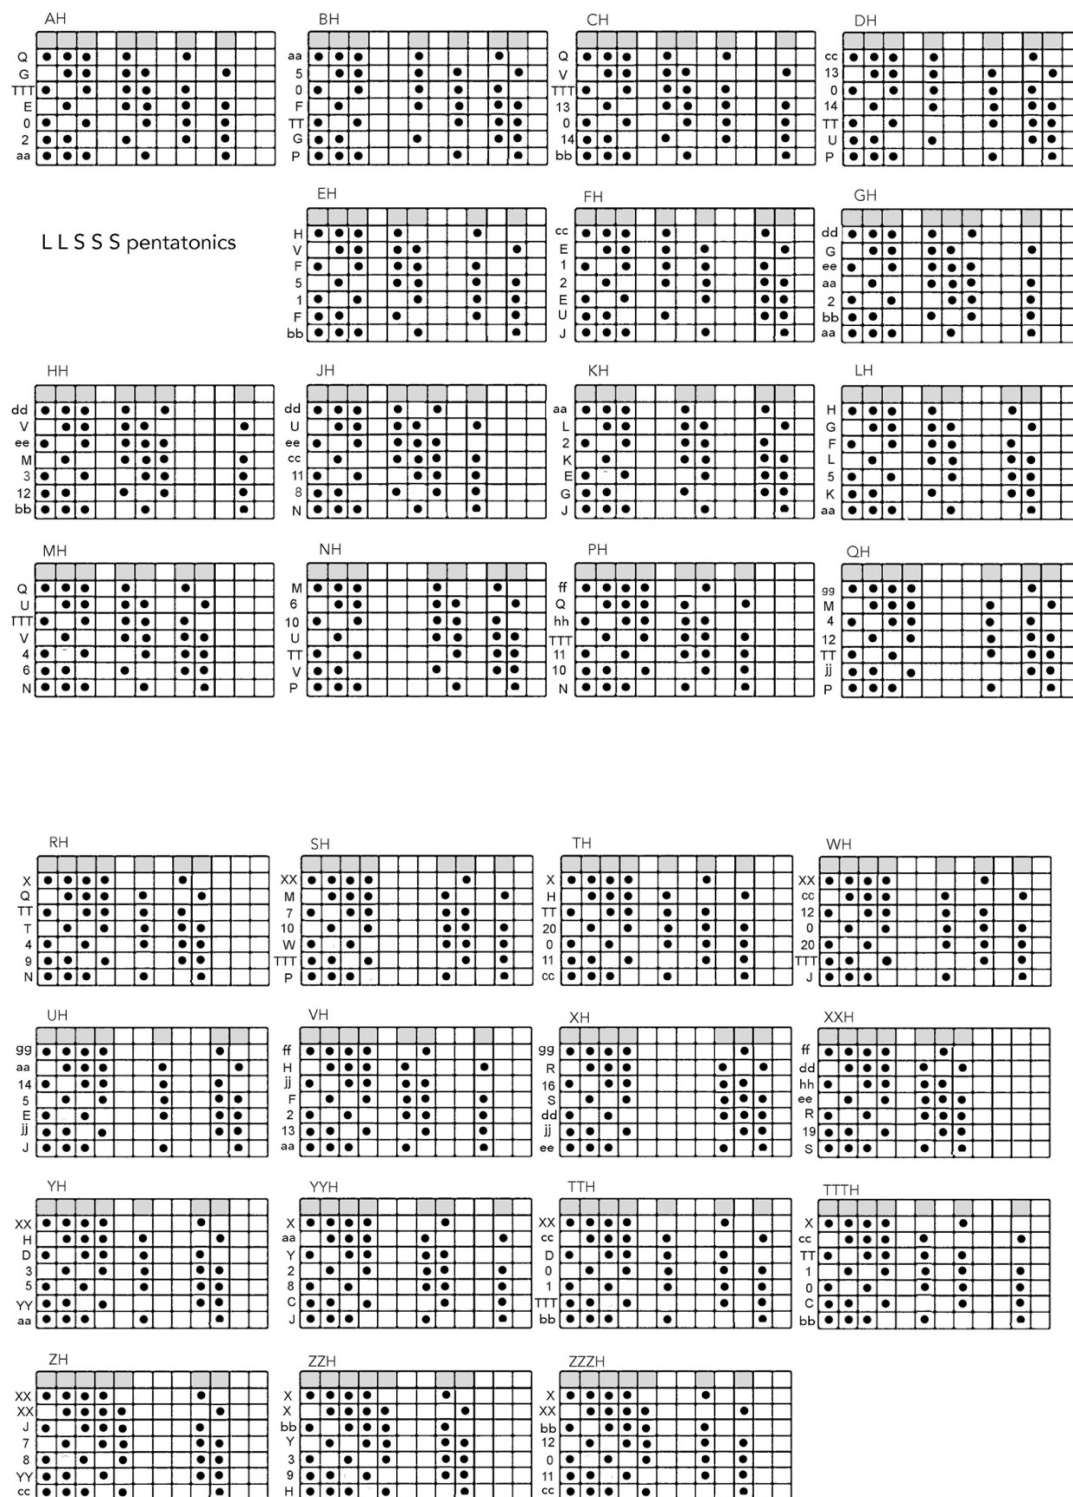 AH
Q
G
TTT
E
0
2
aa
BH
aa
5
0
F
TT
G
P
CH
Q
V
TTT
13
0
14
bb
DH
cc
13
0
14
TT
U
P
L L S S S pentatonics
EH
H
V
F
5
1
F
bb
FH
cc
E
1
2
E
U
J
GH
dd
G
ee
aa
2
bb
aa
HH
dd
V
ee
M
3
12
bb
JH
dd
U
ee
cc
11
8
N
KH
aa
L
2
K
E
G
J
LH
H
G
F
L
5
K
aa
MH
Q
U
TTT
V
4
6
N
NH
M
6
10
U
TT
V
P
PH
ff
Q
hh
TTT
11
10
N
QH
gg
M
4
12
TT
jj
P
RH
X
Q
TT
T
4
9
N
SH
XX
M
7
10
W
TTT
P
TH
X
H
TT
20
0
11
cc
WH
XX
cc
12
0
20
TTT
J
UH
gg
aa
14
5
E
jj
J
VH
ff
H
jj
F
2
13
aa
XH
gg
R
16
S
dd
jj
ee
XXH
ff
dd
hh
ee
R
19
S
YH
XX
H
D
3
5
YY
aa
YYH
X
aa
Y
2
8
C
J
TTH
XX
cc
D
0
1
TTT
bb
TTTH
X
cc
TT
1
0
C
bb
ZH
XX
XX
J
7
8
YY
cc
ZZH
X
X
bb
Y
3
9
H
ZZZH
X
XX
bb
12
0
11
cc